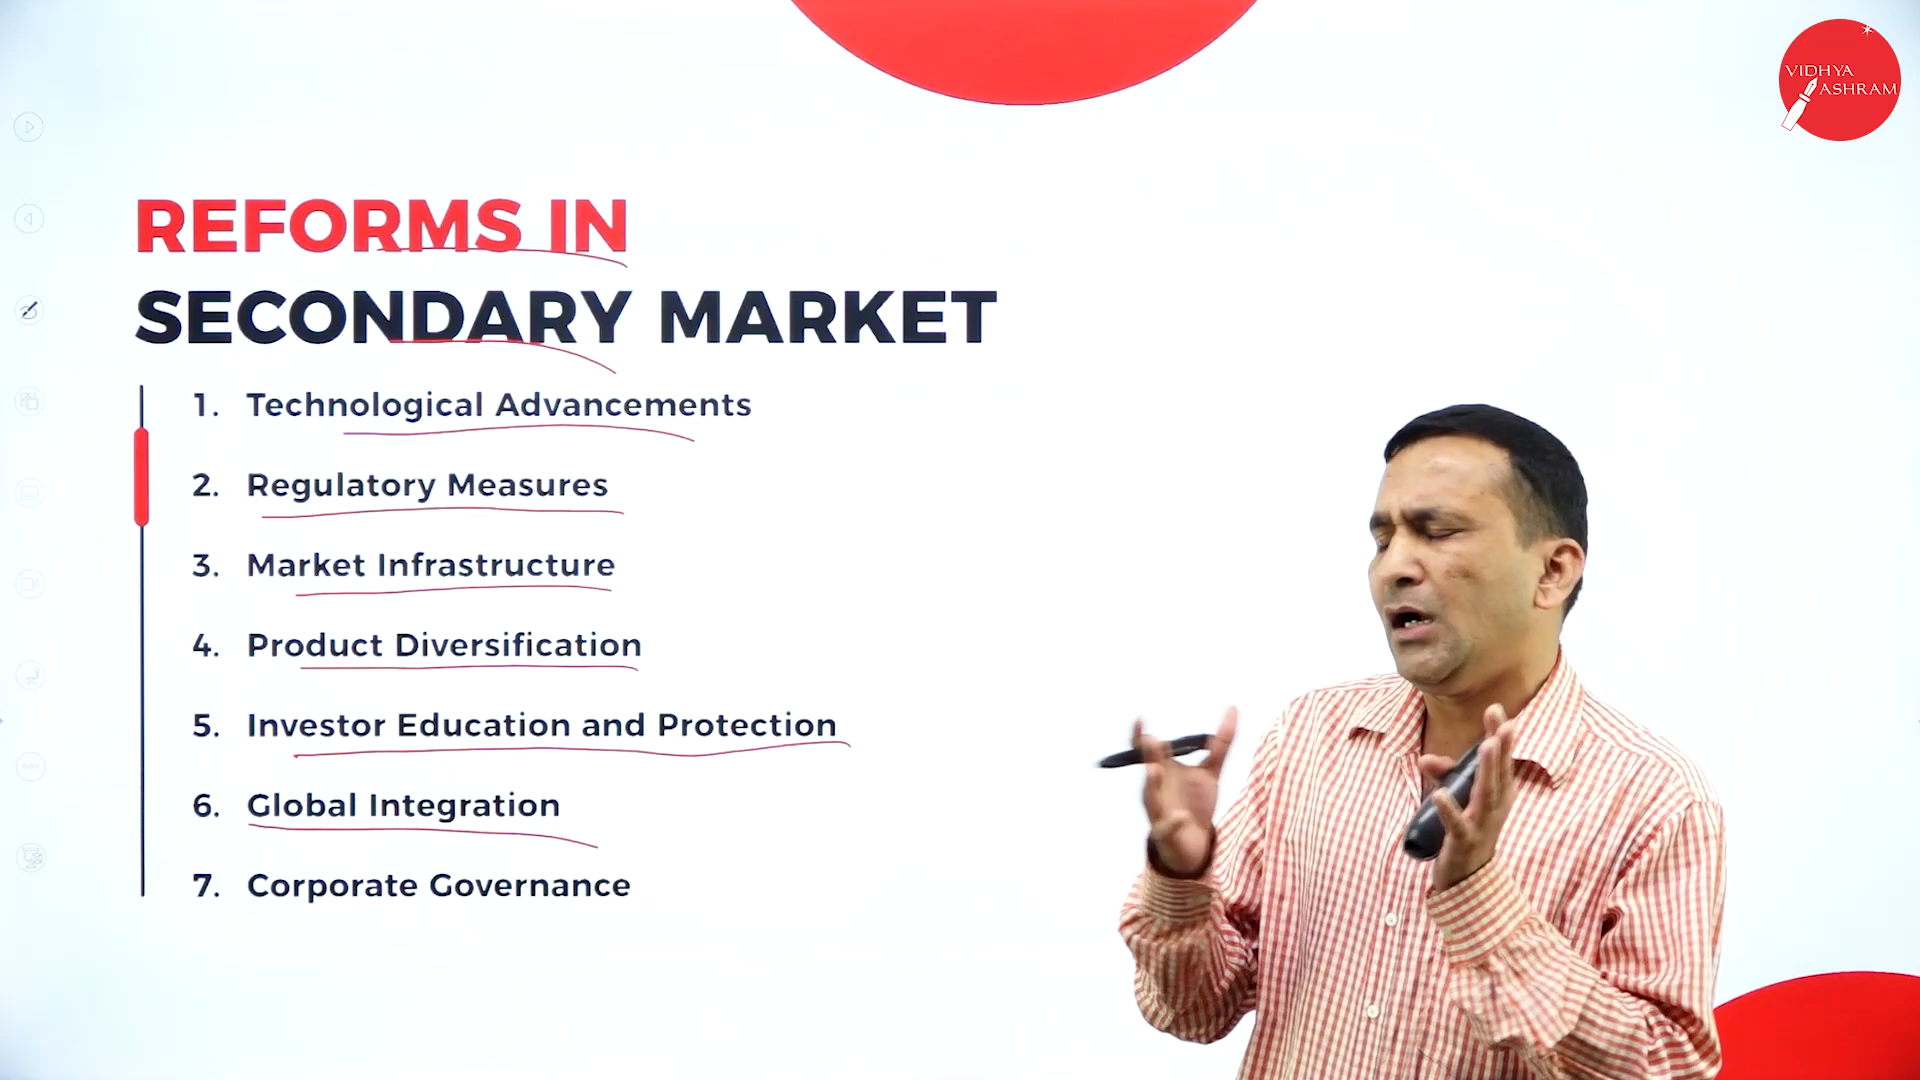 VIDHYA
ASHRAM
REFORMS IN
SECONDARY MARKET
1. Technological Advancements
2. Regulatory Measures
3. Market Infrastructure
4. Product Diversification
5. Investor Education and Protection
6. Global Integration
7. Corporate Governance